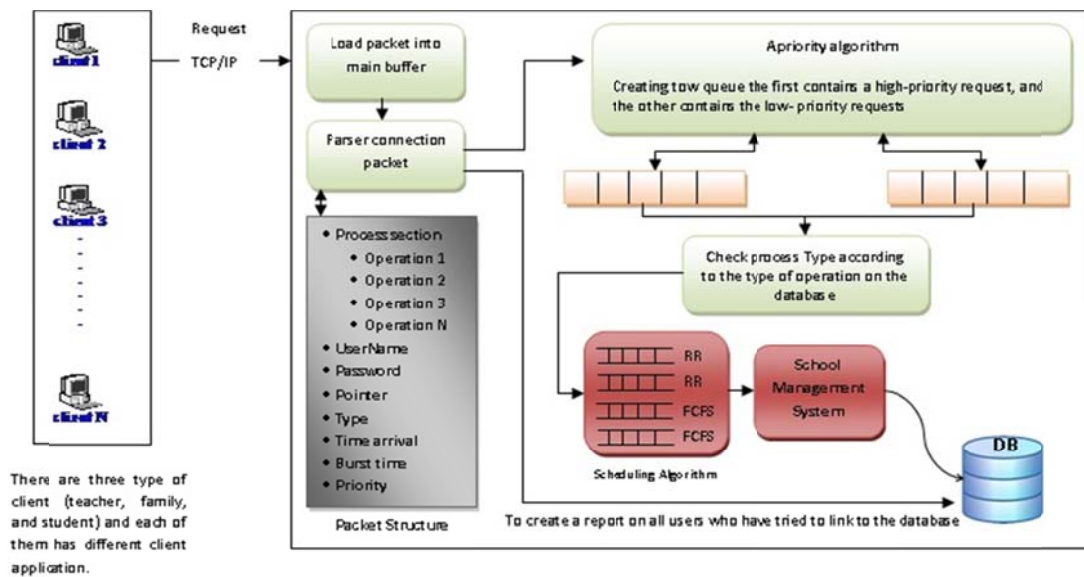 client 1
client 2
client 3
client N
There are three type of
client (teacher, family,
and student) and each of
them has different client
application.
Request
TCP/IP
Load packet into
main buffer
Parser connection
packet
Process section
Operation 1
Operation 2
Operation 3
Operation N
UserName
Password
Pointer
Type
Time arrival
Burst time
Priority
Packet Structure
Apriority algorithm
Creating tow queue the first contains a high-priority request, and
the other contains the low- priority requests
Check process Type according
to the type of operation on the
database
RR
RR
FCFS
FCFS
Scheduling Algorithm
School
Management
System
DB
To create a report on all users who have tried to link to the database